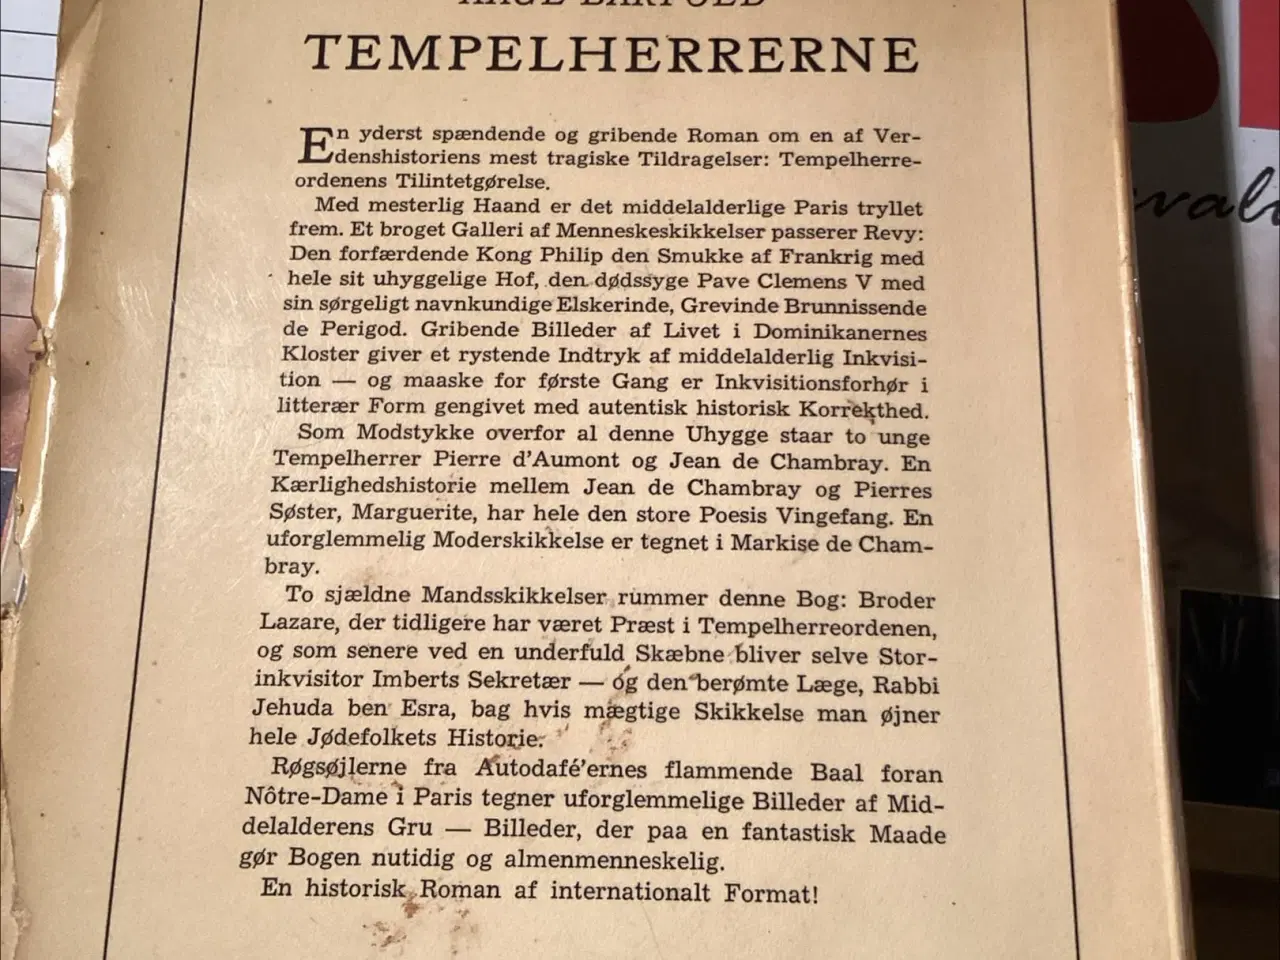 TEMPELHERRERNE
En yderst spændende og gribende Roman om en af Ver-
denshistoriens mest tragiske Tildragelser: Tempelherre-
ordenens Tilintetgørelse.
Med mesterlig Haand er det middelalderlige Paris tryllet
frem. Et broget Galleri af Menneskeskikkelser passerer Revy:
Den forfærdende Kong Philip den Smukke af Frankrig med
hele sit uhyggelige Hof, den dødssyge Pave Clemens V med
sin sørgeligt navnkundige Elskerinde, Grevinde Brunnissende
de Perigod. Gribende Billeder af Livet i Dominikanernes
Kloster giver et rystende Indtryk af middelalderlig Inkvisi-
tion — og maaske for første Gang er Inkvisitionsforhør i
litterær Form gengivet med autentisk historisk Korrekthed.
Som Modstykke overfor al denne Uhygge staar to unge
Tempelherrer Pierre d'Aumont og Jean de Chambray. En
Kærlighedshistorie mellem Jean de Chambray og Pierres
Søster, Marguerite, har hele den store Poesis Vingefang. En
uforglemmelig Moderskikkelse er tegnet i Markise de Cham-
bray.
To sjældne Mandsskikkelser rummer denne Bog: Broder
Lazare, der tidligere har været Præst i Tempelherreordenen,
og som senere ved en underfuld Skæbne bliver selve Stor-
inkvisitor Imberts Sekretær — og den berømte Læge, Rabbi
Jehuda ben Esra, bag hvis mægtige Skikkelse man øjner
hele Jødefolkets Historie.
Røgsøjlerne fra Autodafé'ernes flammende Baal foran
Nôtre-Dame i Paris tegner uforglemmelige Billeder af Mid-
delalderens Gru — Billeder, der paa en fantastisk Maade
gør Bogen nutidig og almenmenneskelig.
En historisk Roman af internationalt Format!